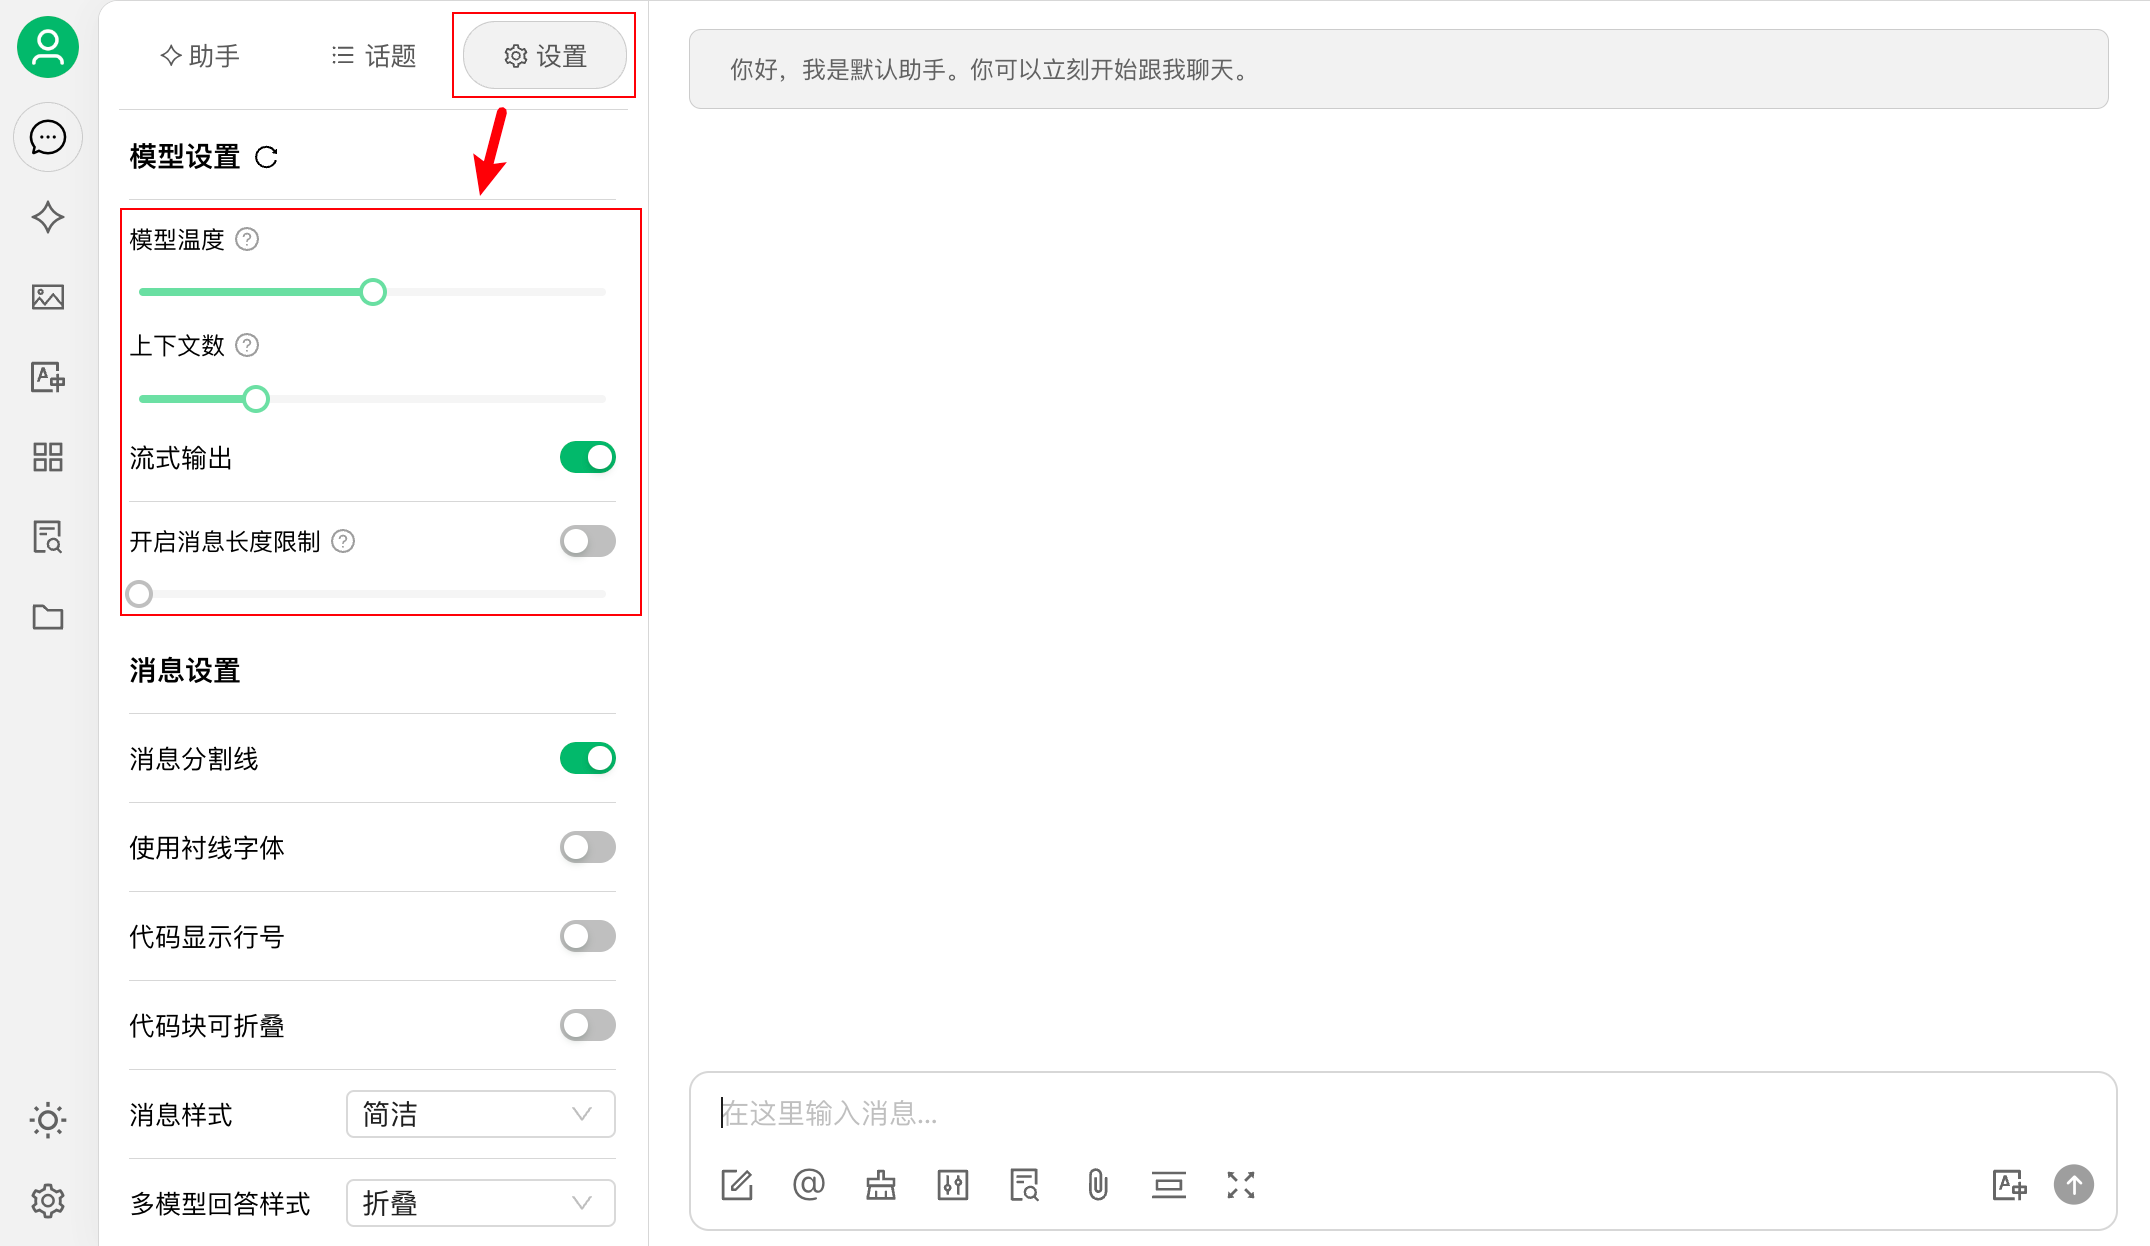 助手
话题
设置
模型设置
模型温度
上下文数
流式输出
开启消息长度限制
消息设置
消息分割线
使用衬线字体
代码显示行号
代码块可折叠
消息样式 简洁
多模型回答样式 折叠
你好，我是默认助手。你可以立刻开始跟我聊天。
在这里输入消息...